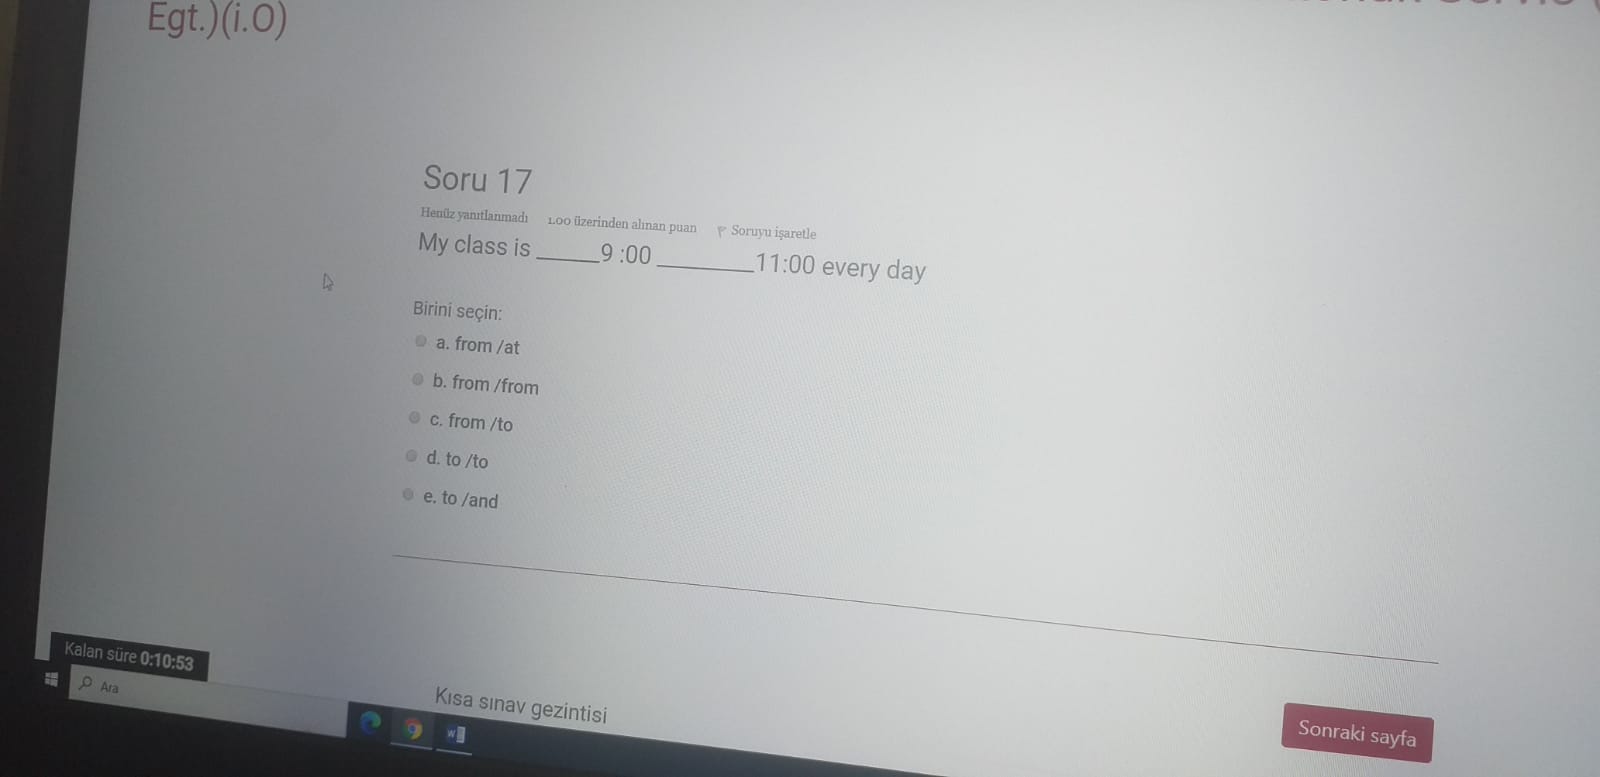 Egt.)(i.O)
Soru 17
Henüz yanıtlanmadı 1.00 üzerinden alınan puan Soruyu işaretle
My class is ______9 :00 _________11:00 every day
Birini seçin:
a. from /at
b. from /from
c. from /to
d. to /to
e. to /and
Kalan süre 0:10:53
Ara
Kısa sınav gezintisi
Sonraki sayfa